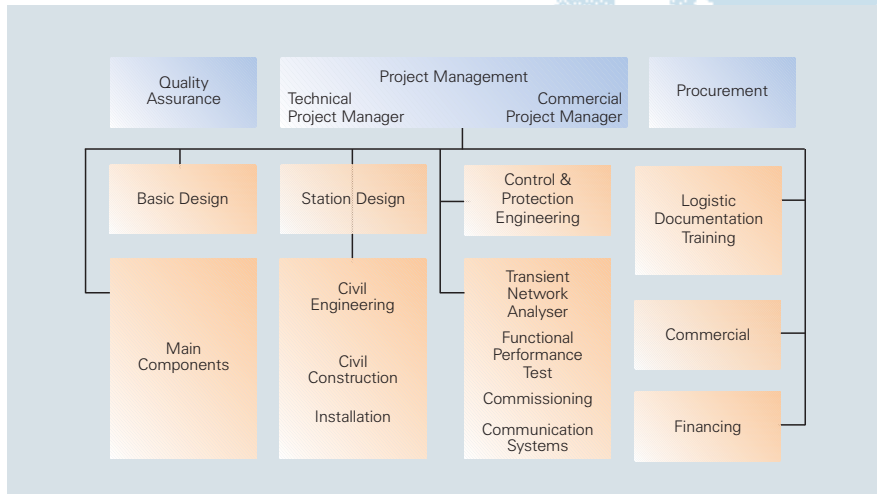 Quality
Assurance
Project Management
Technical
Project Manager
Commercial
Project Manager
Procurement
Basic Design
Station Design
Control &
Protection
Engineering
Logistic
Documentation
Training
Main
Components
Civil
Engineering
Civil
Construction
Installation
Transient
Network
Analyser
Functional
Performance
Test
Commissioning
Communication
Systems
Commercial
Financing